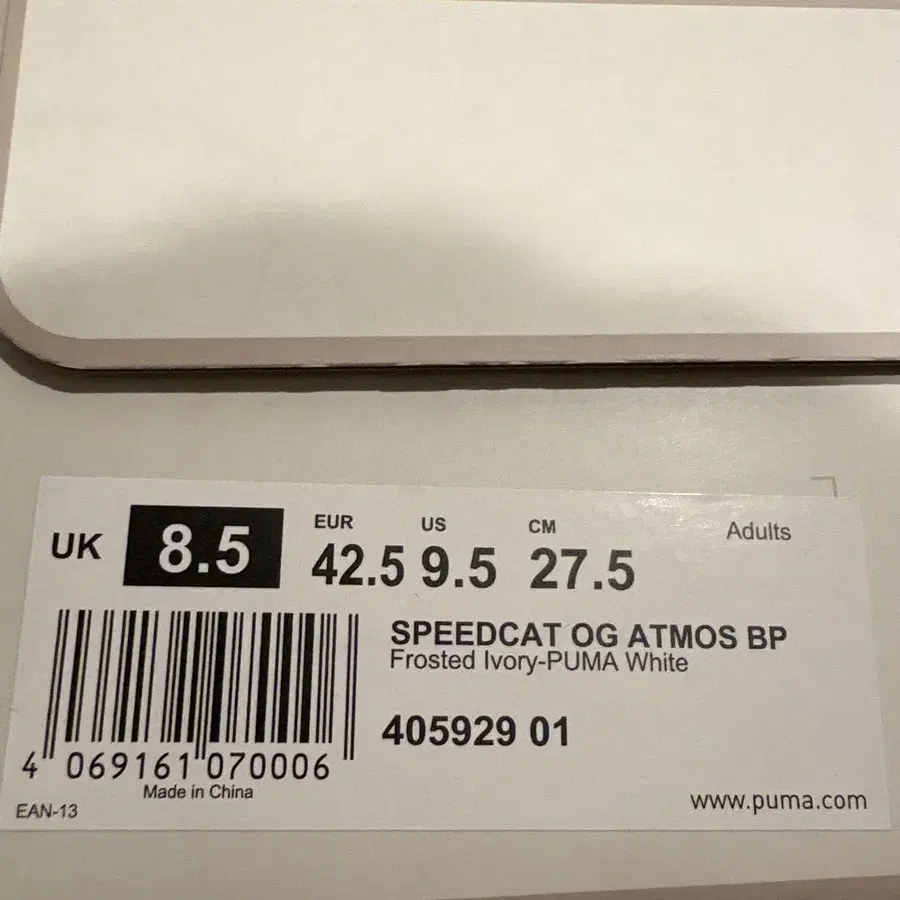 UK 8.5 EUR 42.5 US 9.5 CM 27.5 Adults
SPEEDCAT OG ATMOS BP
Frosted Ivory-PUMA White
405929 01
4 069161 070006
Made in China
EAN-13
www.puma.com